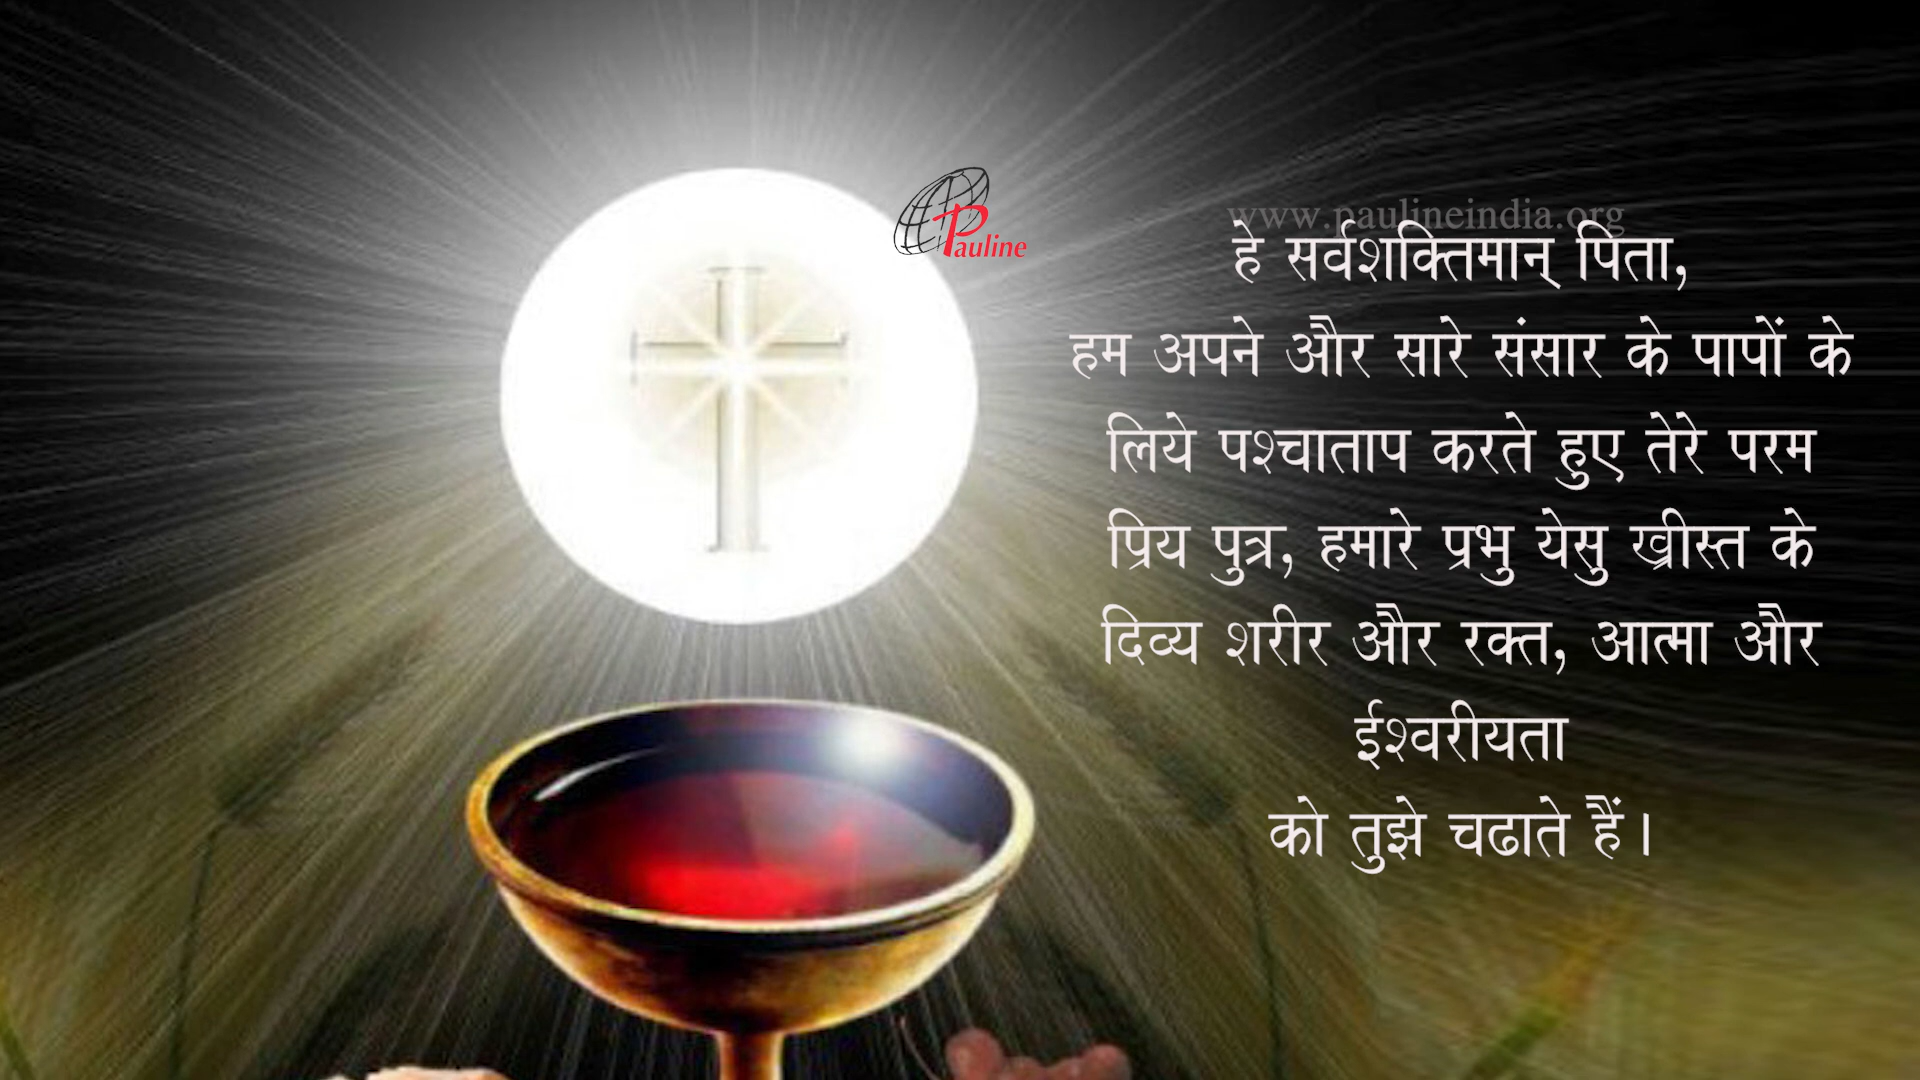 Pauline
www.paulineindia.org
हे सर्वशक्तिमान् पिता,
हम अपने और सारे संसार के पापों के
लिये पश्चाताप करते हुए तेरे परम
प्रिय पुत्र, हमारे प्रभु येसु ख्रीस्त के
दिव्य शरीर और रक्त, आत्मा और
ईश्वरीयता
को तुझे चढाते हैं।